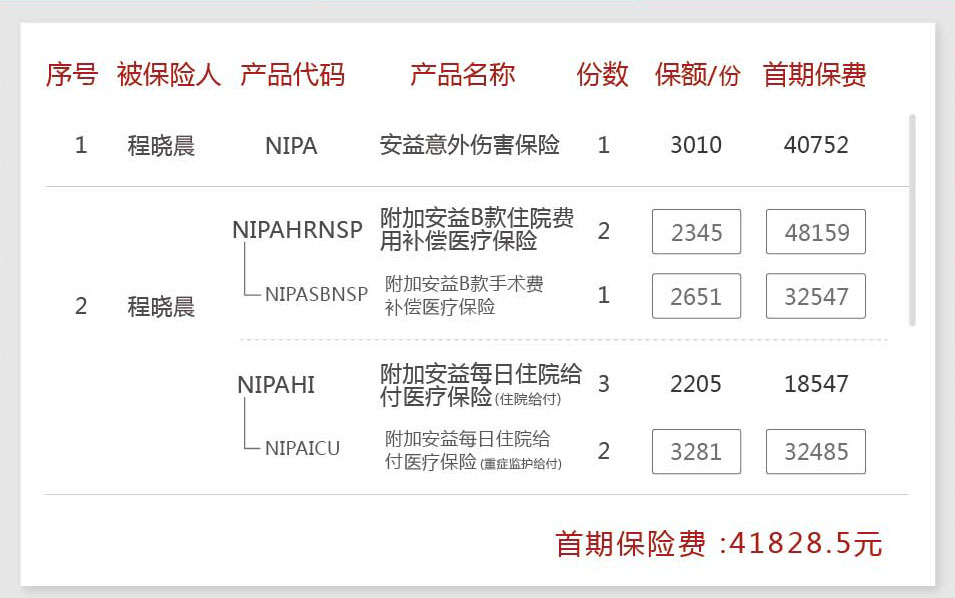 序号 被保险人 产品代码 产品名称 份数 保额/份 首期保费
1 程晓晨 NIPA 安益意外伤害保险 1 3010 40752
2 程晓晨
NIPAHRNSP 附加安益B款住院费
用补偿医疗保险 2 2345 48159
NIPASBNSP 附加安益B款手术费
补偿医疗保险 1 2651 32547
NIPAHI 附加安益每日住院给
付医疗保险(住院给付) 3 2205 18547
NIPAICU 附加安益每日住院给
付医疗保险(重症监护给付) 2 3281 32485
首期保险费 :41828.5元